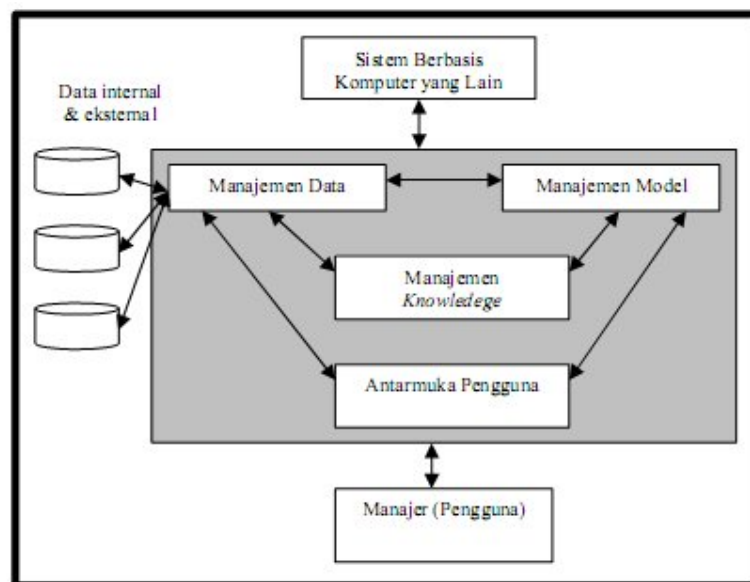 Sistem Berbasis
Komputer yang Lain
Data internal
& eksternal
Manajemen Data
Manajemen Model
Manajemen
Knowledege
Antarmuka Pengguna
Manajer (Pengguna)